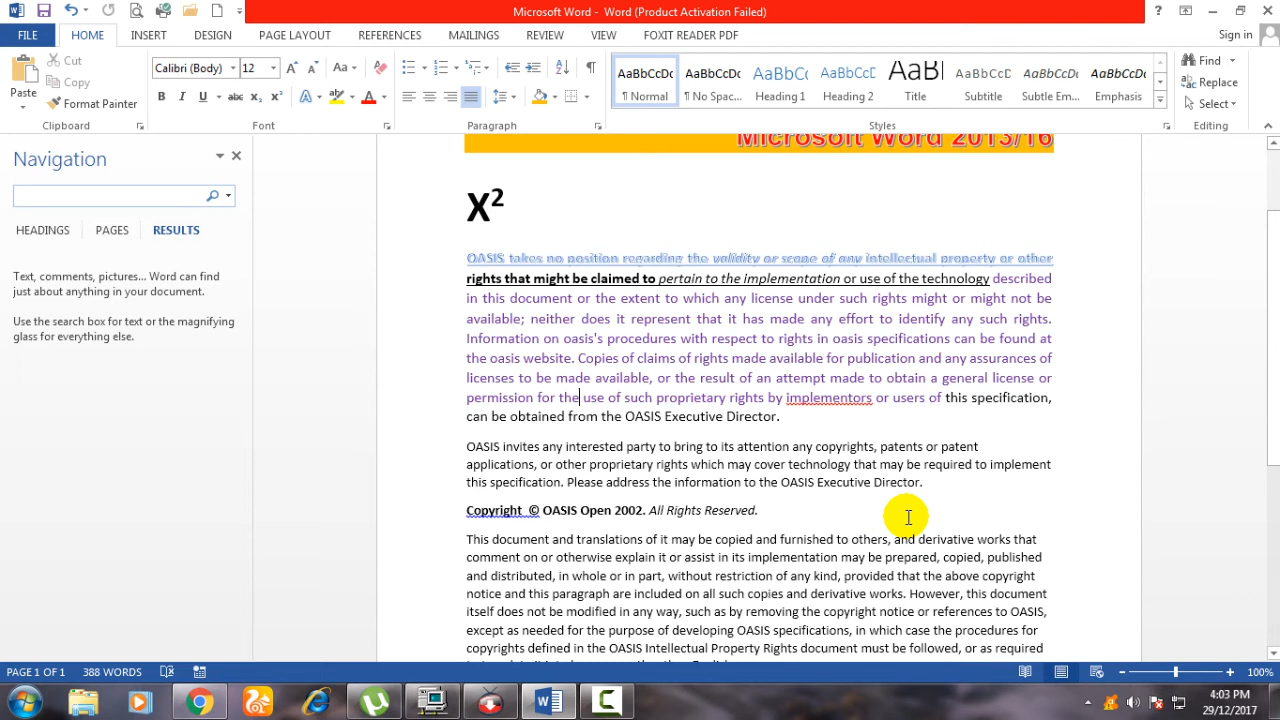 Microsoft Word - Word (Product Activation Failed)
FILE HOME INSERT DESIGN PAGE LAYOUT REFERENCES MAILINGS REVIEW VIEW FOXIT READER PDF Sign in
Paste
Cut
Copy
Format Painter
Clipboard
Calibri (Body) 12
Font
Paragraph
AaBbCcDc AaBbCcDc AaBbCc AaBbCc AaBl AaBbCcDc AaBbCcDc AaBbCcDc
¶ Normal ¶ No Spac... Heading 1 Heading 2 Title Subtitle Subtle Em... Emphasis
Styles
Find
Replace
Select
Editing
Navigation
HEADINGS PAGES RESULTS
Text, comments, pictures... Word can find
just about anything in your document.
Use the search box for text or the magnifying
glass for everything else.
Microsoft Word 2013/16
X²
OASIS takes no position regarding the validity or scope of any intellectual property or other
rights that might be claimed to pertain to the implementation or use of the technology described
in this document or the extent to which any license under such rights might or might not be
available; neither does it represent that it has made any effort to identify any such rights.
Information on oasis's procedures with respect to rights in oasis specifications can be found at
the oasis website. Copies of claims of rights made available for publication and any assurances of
licenses to be made available, or the result of an attempt made to obtain a general license or
permission for the use of such proprietary rights by implementors or users of this specification,
can be obtained from the OASIS Executive Director.
OASIS invites any interested party to bring to its attention any copyrights, patents or patent
applications, or other proprietary rights which may cover technology that may be required to implement
this specification. Please address the information to the OASIS Executive Director.
Copyright © OASIS Open 2002. All Rights Reserved.
This document and translations of it may be copied and furnished to others, and derivative works that
comment on or otherwise explain it or assist in its implementation may be prepared, copied, published
and distributed, in whole or in part, without restriction of any kind, provided that the above copyright
notice and this paragraph are included on all such copies and derivative works. However, this document
itself does not be modified in any way, such as by removing the copyright notice or references to OASIS,
except as needed for the purpose of developing OASIS specifications, in which case the procedures for
copyrights defined in the OASIS Intellectual Property Rights document must be followed, or as required
PAGE 1 OF 1 388 WORDS 100%
4:03 PM
29/12/2017